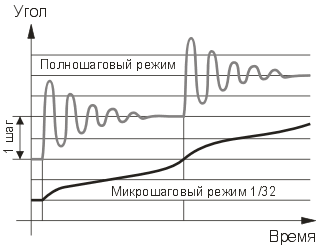 Угол
Полношаговый режим
1 шаг
Микрошаговый режим 1/32
Время